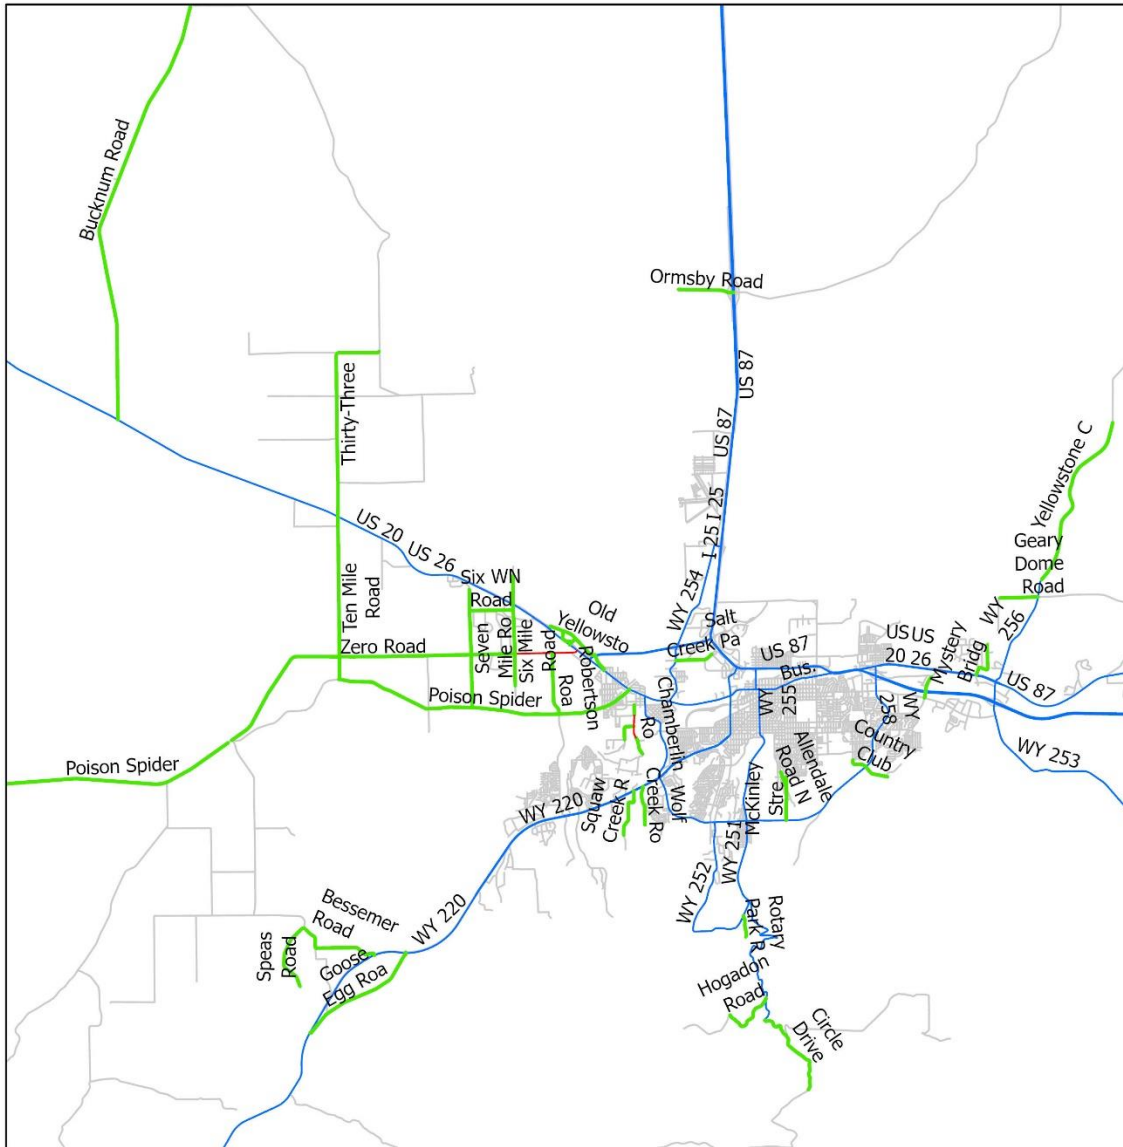 Bucknum Road
Ormsby Road
US 87
US 87
Thirty-Three
Yellowstone C
I 25
I 25
US 20
US 26
Geary
Dome
Road
Six WN
Road
WY 254
Ten Mile
Road
Old
Yellowsto
Salt
Creek Pa
WY
256
Zero Road
Seven
Mile Ro
Six Mile
Road
US 87
Bus.
US
20
US
26
Mystery
Bridg
US 87
Poison Spider
Robertson
Roa
WY
255
WY
258
Chamberlin
Ro
Country
Club
WY 253
Poison Spider
Allendale
Road N
McKinley
Stre
Squaw
Creek R
Wolf
Creek Ro
WY 220
WY 251
WY 252
Bessemer
Road
WY 220
Rotary
Park R
Speas
Road
Goose
Egg Roa
Hogadon
Road
Circle
Drive